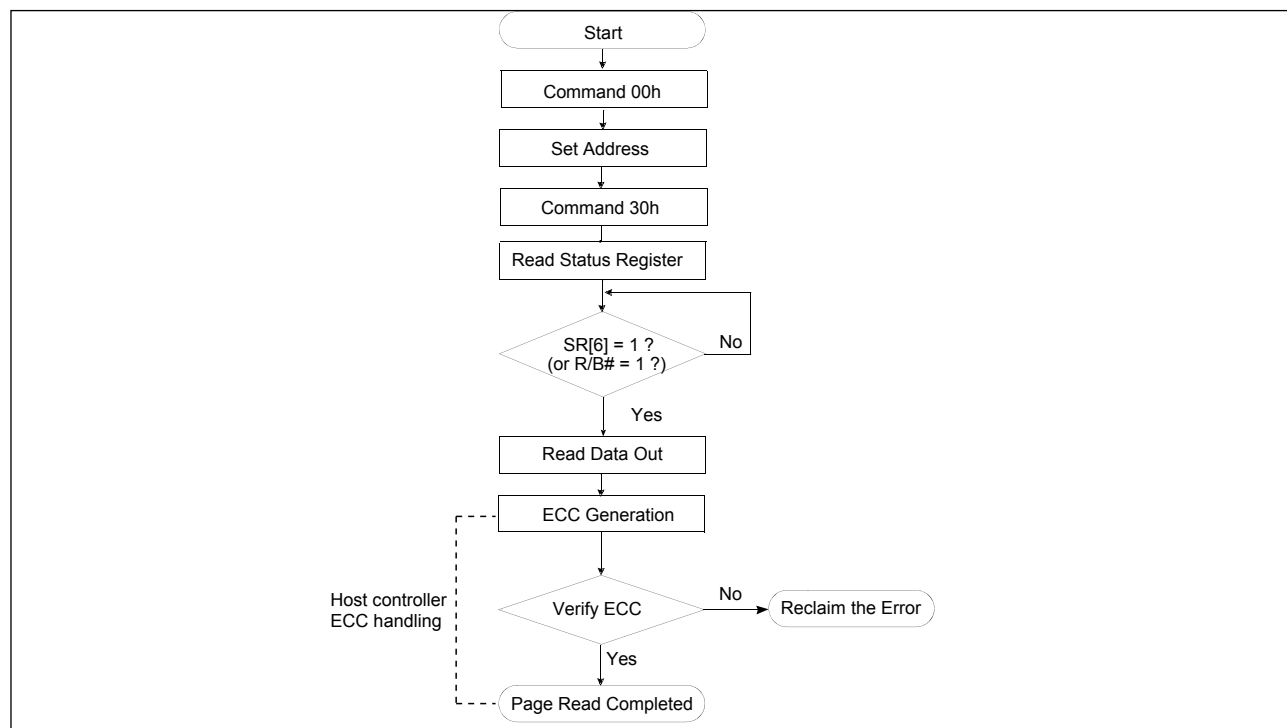 Start
Command 00h
Set Address
Command 30h
Read Status Register
SR[6] = 1 ?
(or R/B# = 1 ?)
No
Yes
Read Data Out
ECC Generation
Host controller
ECC handling
Verify ECC
No
Reclaim the Error
Yes
Page Read Completed